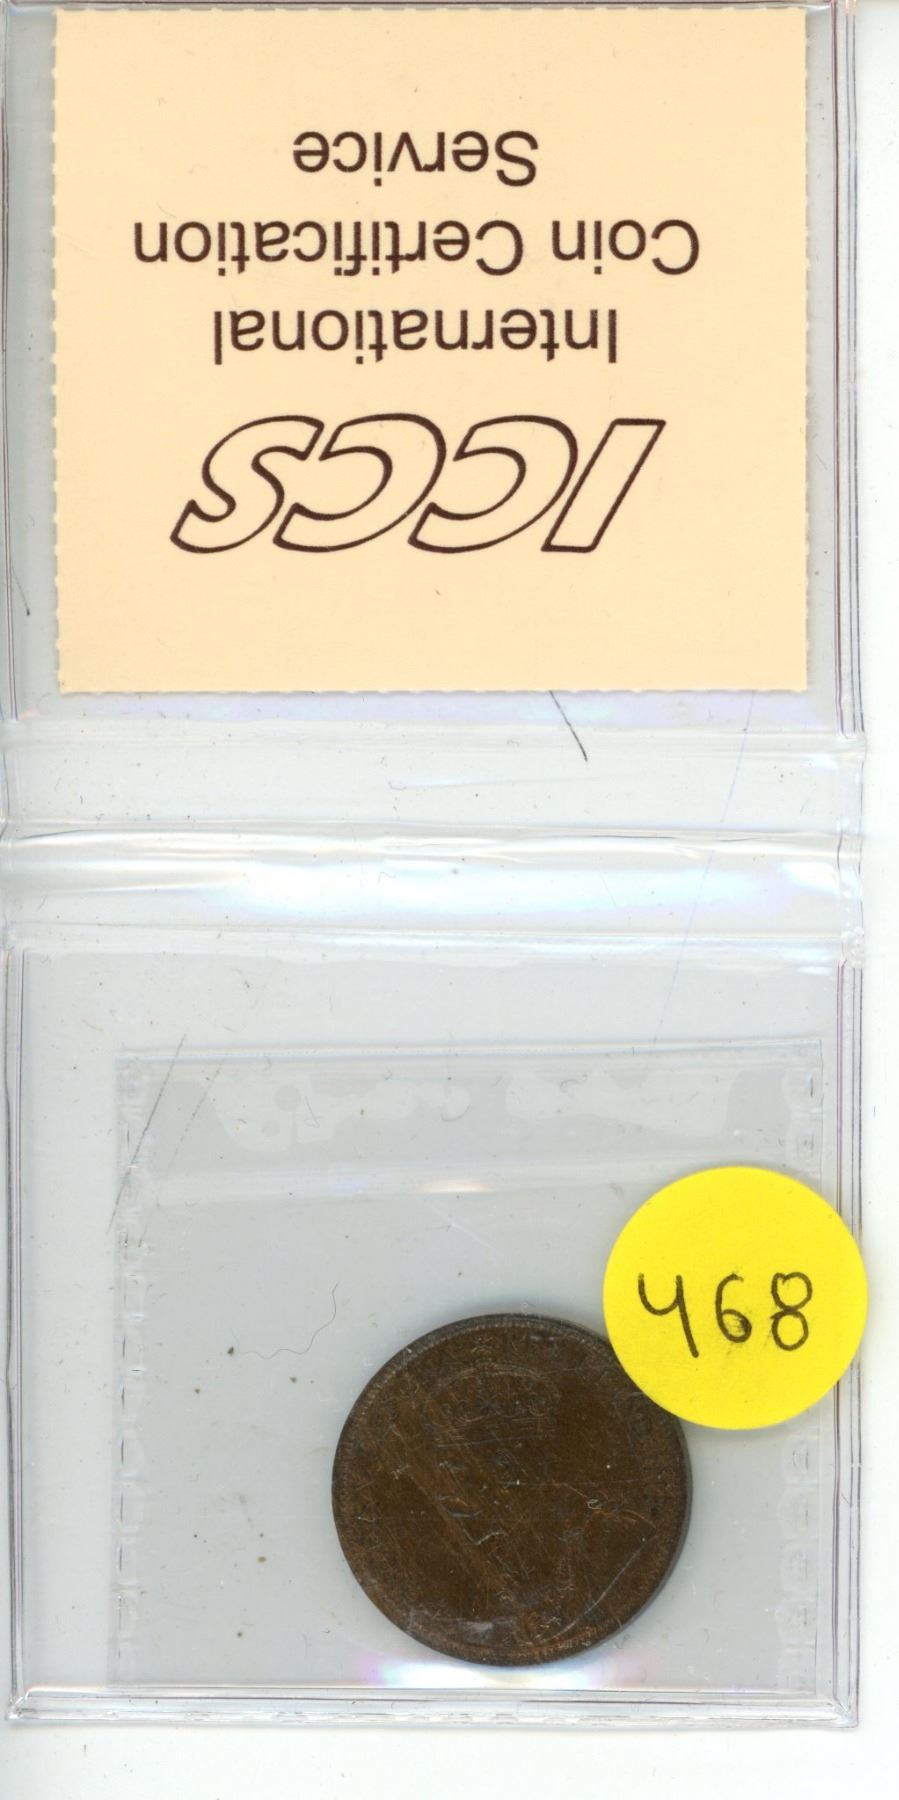 ICCS
International
Coin Certification
Service
468